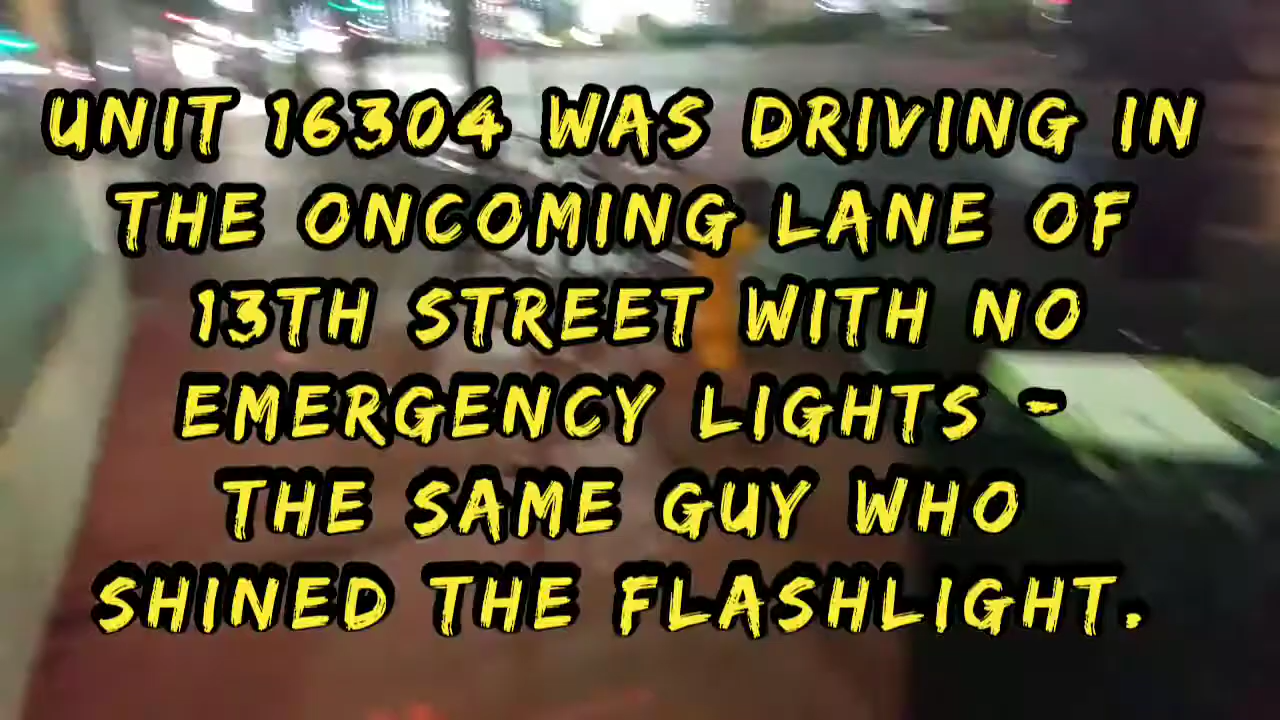 UNIT 16304 WAS DRIVING IN
THE ONCOMING LANE OF
13TH STREET WITH NO
EMERGENCY LIGHTS -
THE SAME GUY WHO
SHINED THE FLASHLIGHT.